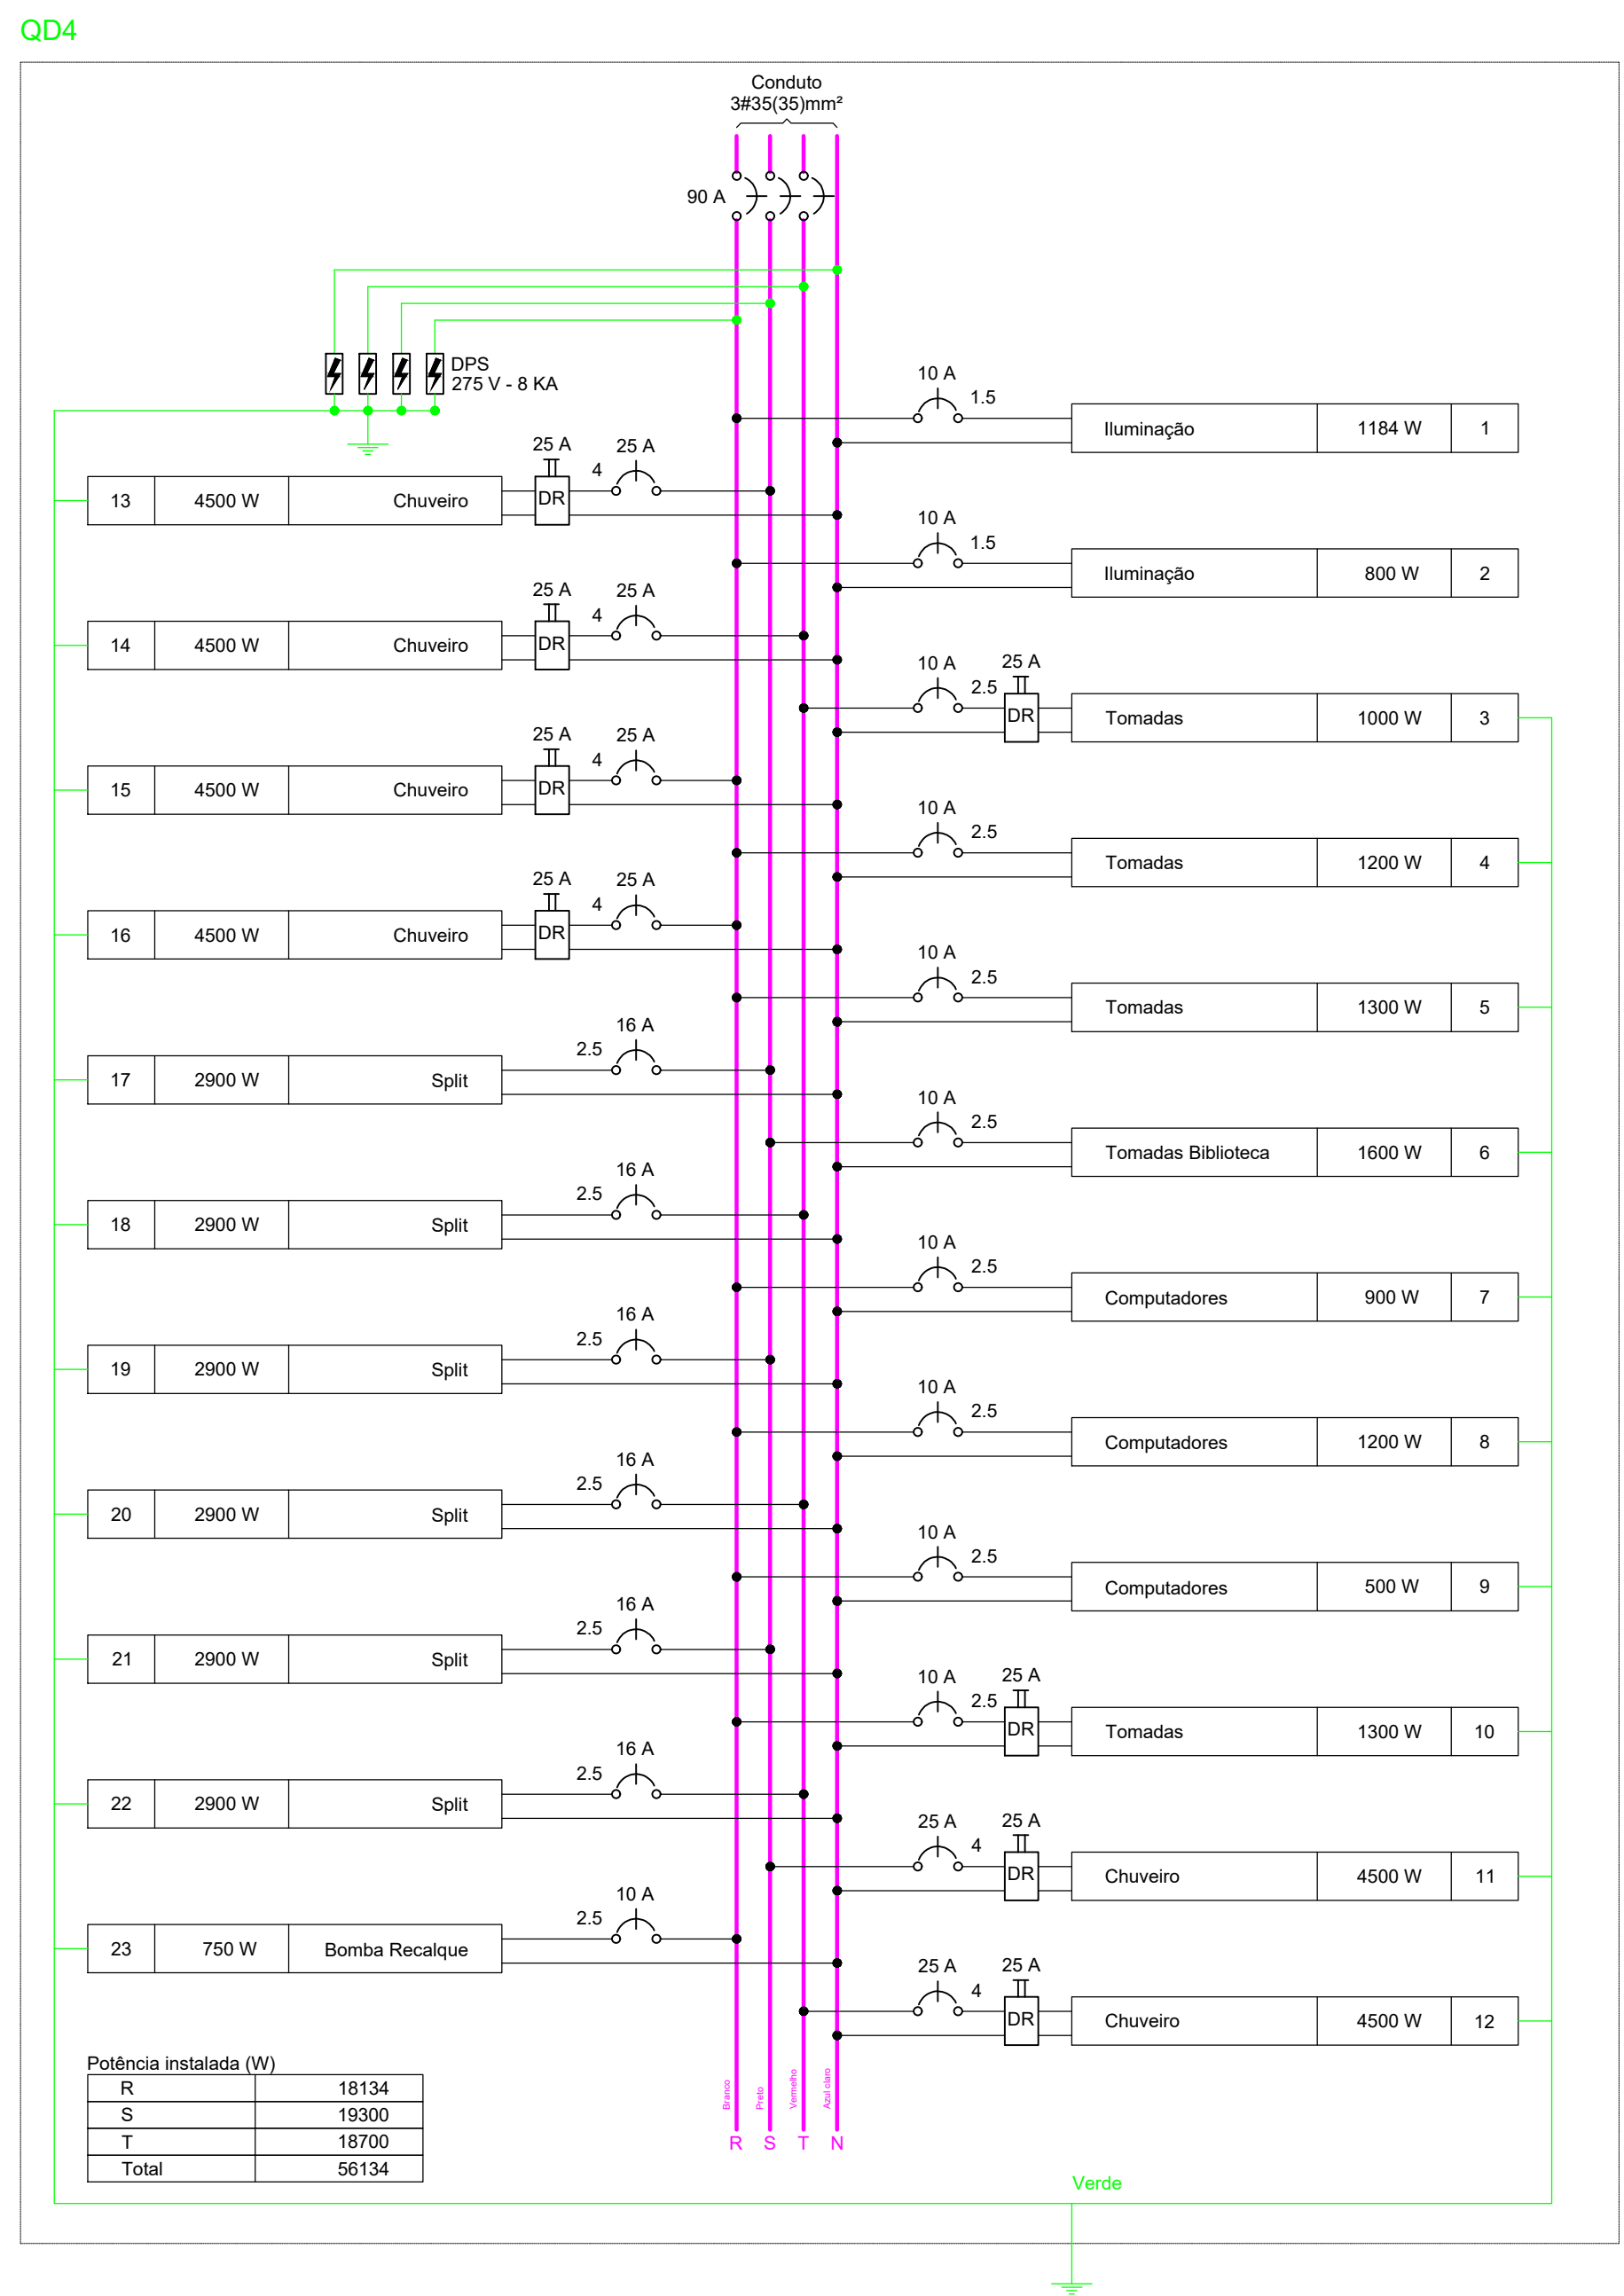 QD4
Conduto
3#35(35)mm²
90 A
DPS
275 V - 8 KA
10 A
1.5
Iluminação 1184 W 1
25 A 25 A
4
DR
13 4500 W Chuveiro
10 A
1.5
Iluminação 800 W 2
25 A 25 A
4
DR
14 4500 W Chuveiro
10 A 25 A
2.5
DR
Tomadas 1000 W 3
25 A 25 A
4
DR
15 4500 W Chuveiro
10 A
2.5
Tomadas 1200 W 4
25 A 25 A
4
DR
16 4500 W Chuveiro
10 A
2.5
Tomadas 1300 W 5
16 A
2.5
17 2900 W Split
10 A
2.5
Tomadas Biblioteca 1600 W 6
16 A
2.5
18 2900 W Split
10 A
2.5
Computadores 900 W 7
16 A
2.5
19 2900 W Split
10 A
2.5
Computadores 1200 W 8
16 A
2.5
20 2900 W Split
10 A
2.5
Computadores 500 W 9
16 A
2.5
21 2900 W Split
10 A 25 A
2.5
DR
Tomadas 1300 W 10
16 A
2.5
22 2900 W Split
25 A 25 A
4
DR
Chuveiro 4500 W 11
10 A
2.5
23 750 W Bomba Recalque
25 A 25 A
4
DR
Chuveiro 4500 W 12
Potência instalada (W)
R 18134
S 19300
T 18700
Total 56134
Branco
Preto
Vermelho
Azul claro
R S T N
Verde